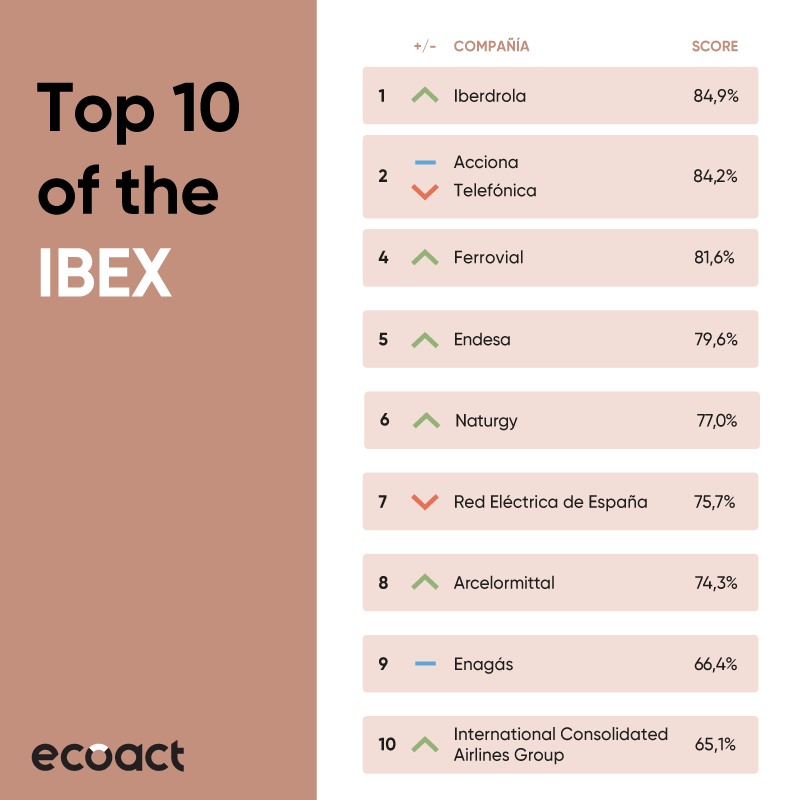 Top 10
of the
IBEX
ecoact
+/- COMPAÑÍA SCORE
1 Iberdrola 84,9%
2 Acciona
Telefónica 84,2%
4 Ferrovial 81,6%
5 Endesa 79,6%
6 Naturgy 77,0%
7 Red Eléctrica de España 75,7%
8 Arcelormittal 74,3%
9 Enagás 66,4%
10 International Consolidated
Airlines Group 65,1%